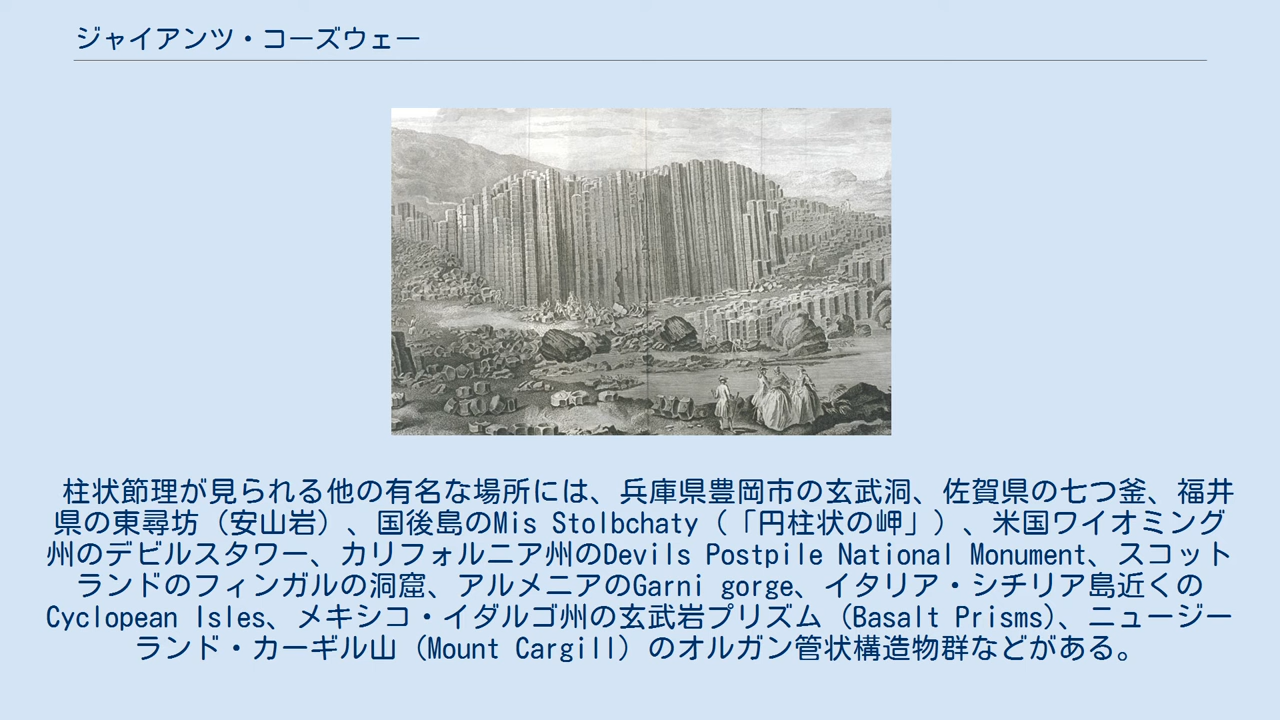 ジャイアンツ・コーズウェー
柱状節理が見られる他の有名な場所には、兵庫県豊岡市の玄武洞、佐賀県の七つ釜、福井
県の東尋坊（安山岩）、国後島のMis Stolbchaty（「円柱状の岬」）、米国ワイオミング
州のデビルスタワー、カリフォルニア州のDevils Postpile National Monument、スコット
ランドのフィンガルの洞窟、アルメニアのGarni gorge、イタリア・シチリア島近くの
Cyclopean Isles、メキシコ・イダルゴ州の玄武岩プリズム（Basalt Prisms）、ニュージー
ランド・カーギル山（Mount Cargill）のオルガン管状構造物群などがある。